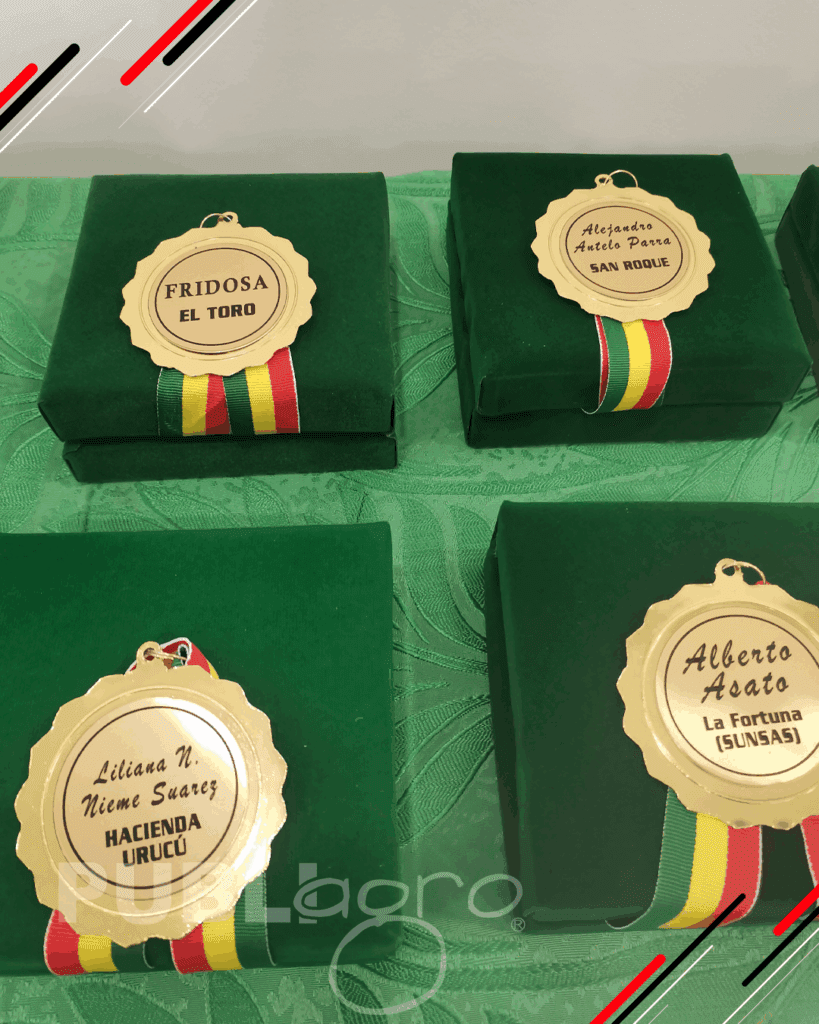 FRIDOSA
EL TORO
Alejandro
Antelo Parra
SAN ROQUE
Liliana N.
Nieme Suarez
HACIENDA
URUCÚ
Alberto
Asato
La Fortuna
(SUNSAS)
PUBLIagro®